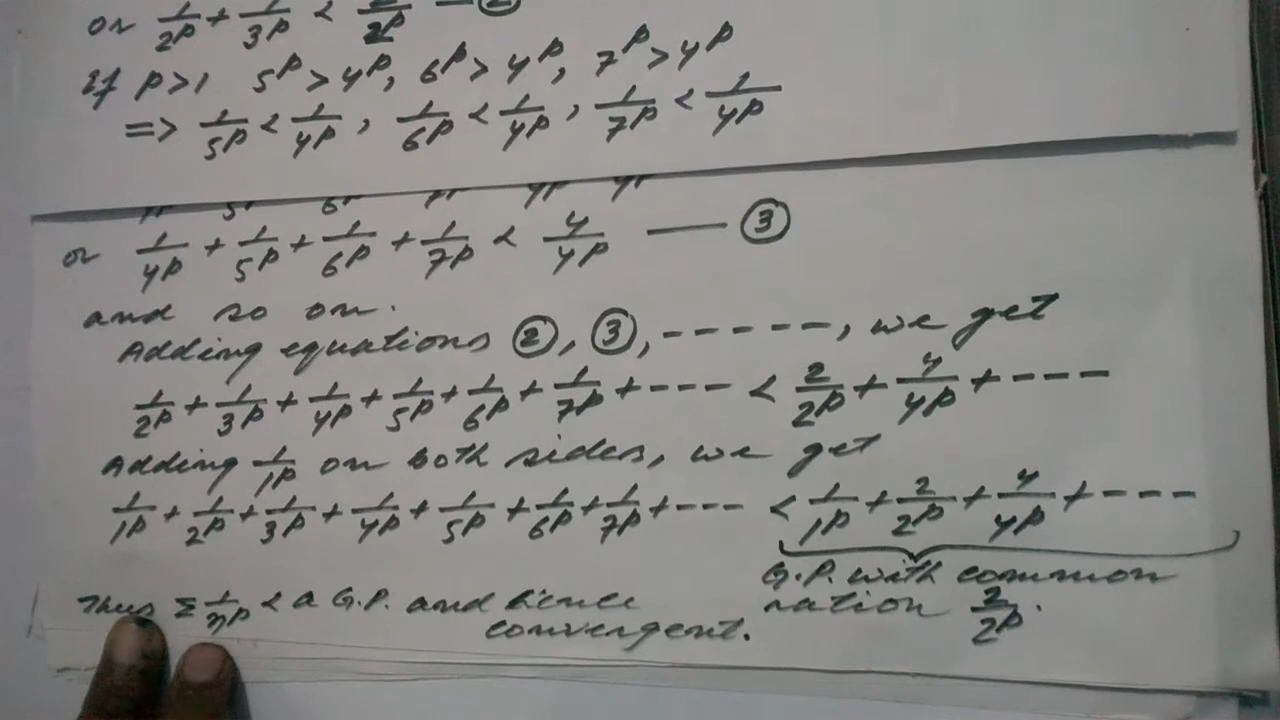 or 1/2^p + 1/3^p < 2/2^p — ②
If p>1 5^p > 4^p, 6^p > 4^p, 7^p > 4^p
=> 1/5^p < 1/4^p, 1/6^p < 1/4^p, 1/7^p < 1/4^p
or 1/4^p + 1/5^p + 1/6^p + 1/7^p < 4/4^p — ③
and so on.
Adding equations ②, ③, -----, we get
1/2^p + 1/3^p + 1/4^p + 1/5^p + 1/6^p + 1/7^p + --- < 2/2^p + 4/4^p + ---
Adding 1/1^p on both sides, we get
1/1^p + 1/2^p + 1/3^p + 1/4^p + 1/5^p + 1/6^p + 1/7^p + --- < 1/1^p + 2/2^p + 4/4^p + ---
G.P. with common
ration 2/2^p.
Thus Σ 1/n^p < a G.P. and hence
convergent.